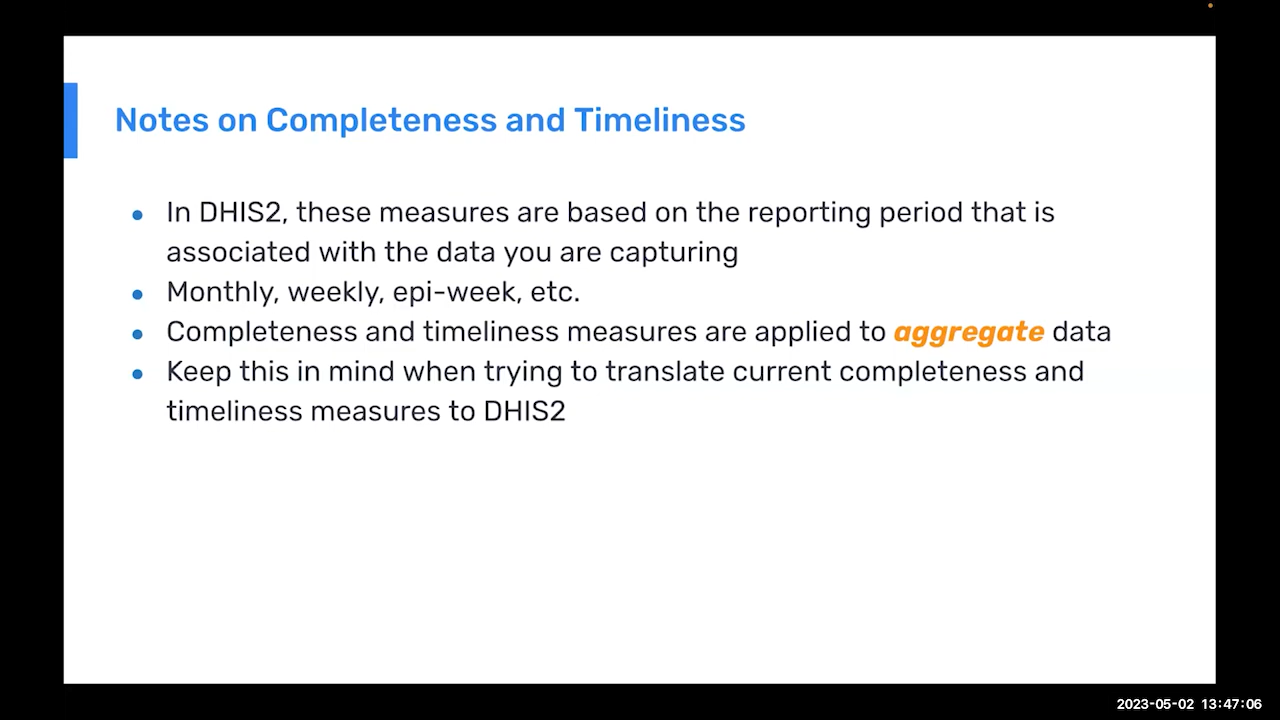 Notes on Completeness and Timeliness
• In DHIS2, these measures are based on the reporting period that is
associated with the data you are capturing
• Monthly, weekly, epi-week, etc.
• Completeness and timeliness measures are applied to aggregate data
• Keep this in mind when trying to translate current completeness and
timeliness measures to DHIS2
2023-05-02 13:47:06